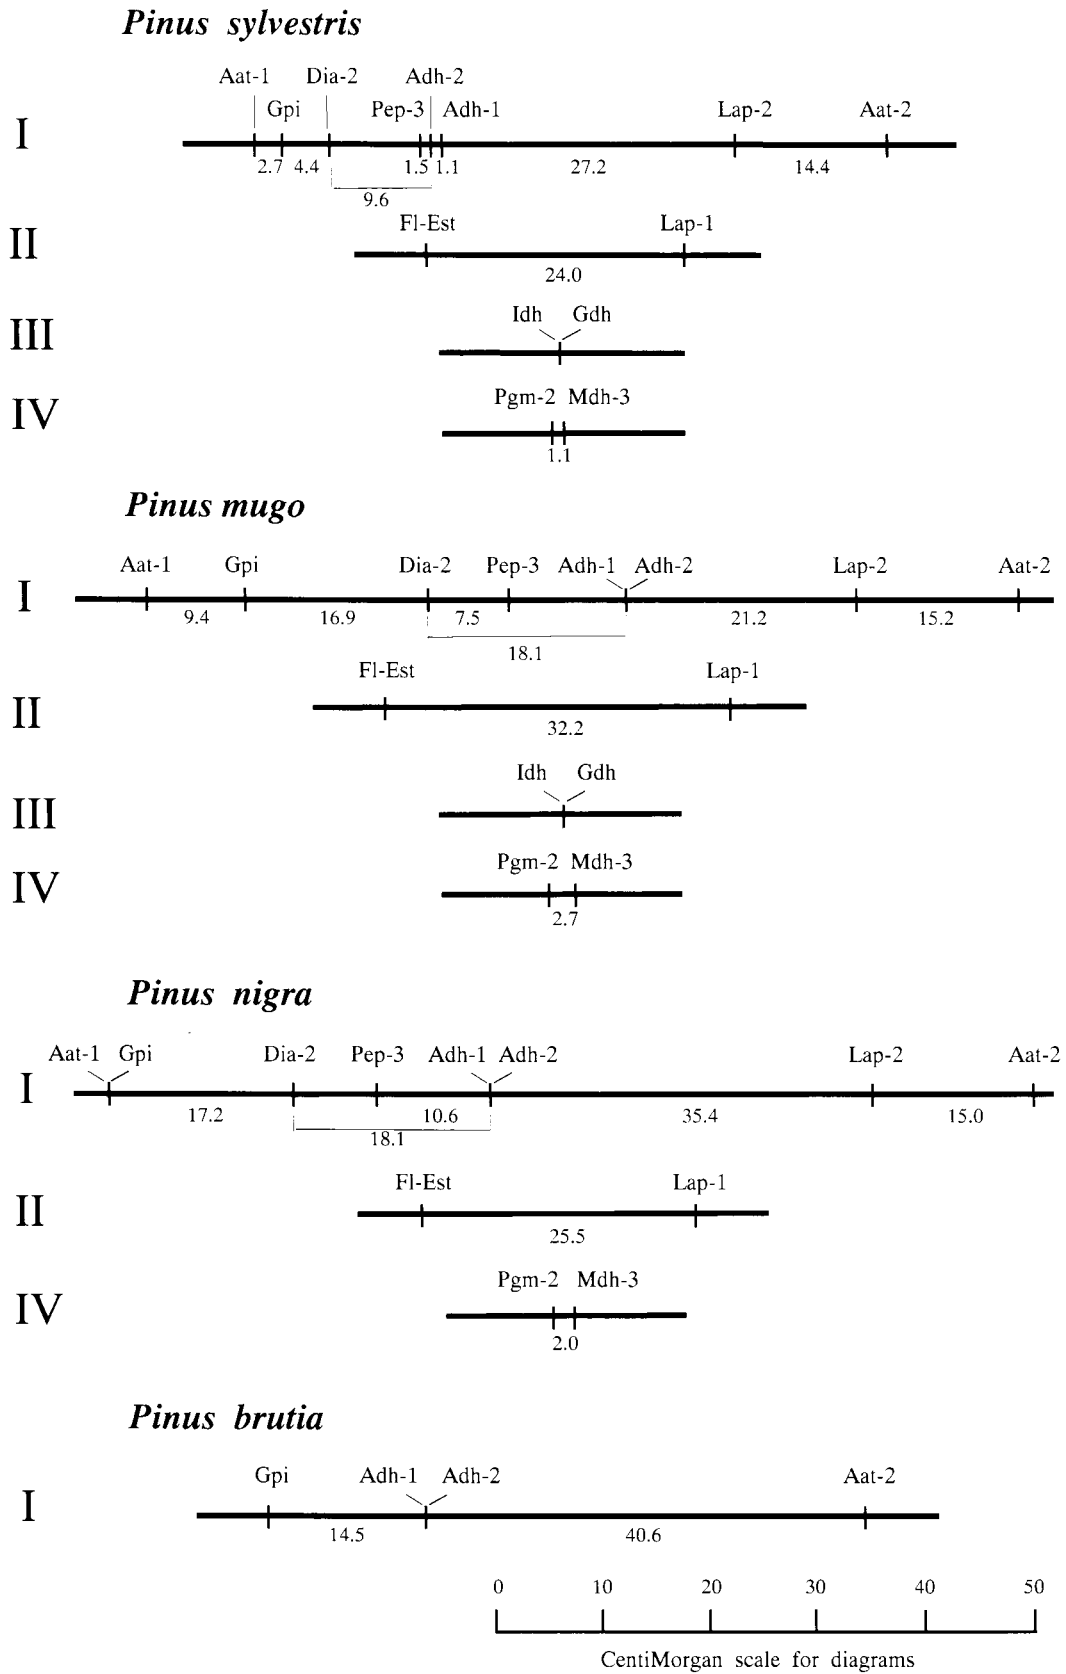 Pinus sylvestris
Aat-1 Dia-2 Adh-2
Gpi Pep-3 Adh-1 Lap-2 Aat-2
I
2.7 4.4 1.5 1.1 27.2 14.4
9.6
Fl-Est Lap-1
II
24.0
Idh Gdh
III
Pgm-2 Mdh-3
IV
1.1
Pinus mugo
Aat-1 Gpi Dia-2 Pep-3 Adh-1 Adh-2 Lap-2 Aat-2
I
9.4 16.9 7.5 21.2 15.2
18.1
Fl-Est Lap-1
II
32.2
Idh Gdh
III
Pgm-2 Mdh-3
IV
2.7
Pinus nigra
Aat-1 Gpi Dia-2 Pep-3 Adh-1 Adh-2 Lap-2 Aat-2
I
17.2 10.6 35.4 15.0
18.1
Fl-Est Lap-1
II
25.5
Pgm-2 Mdh-3
IV
2.0
Pinus brutia
Gpi Adh-1 Adh-2 Aat-2
I
14.5 40.6
0 10 20 30 40 50
CentiMorgan scale for diagrams